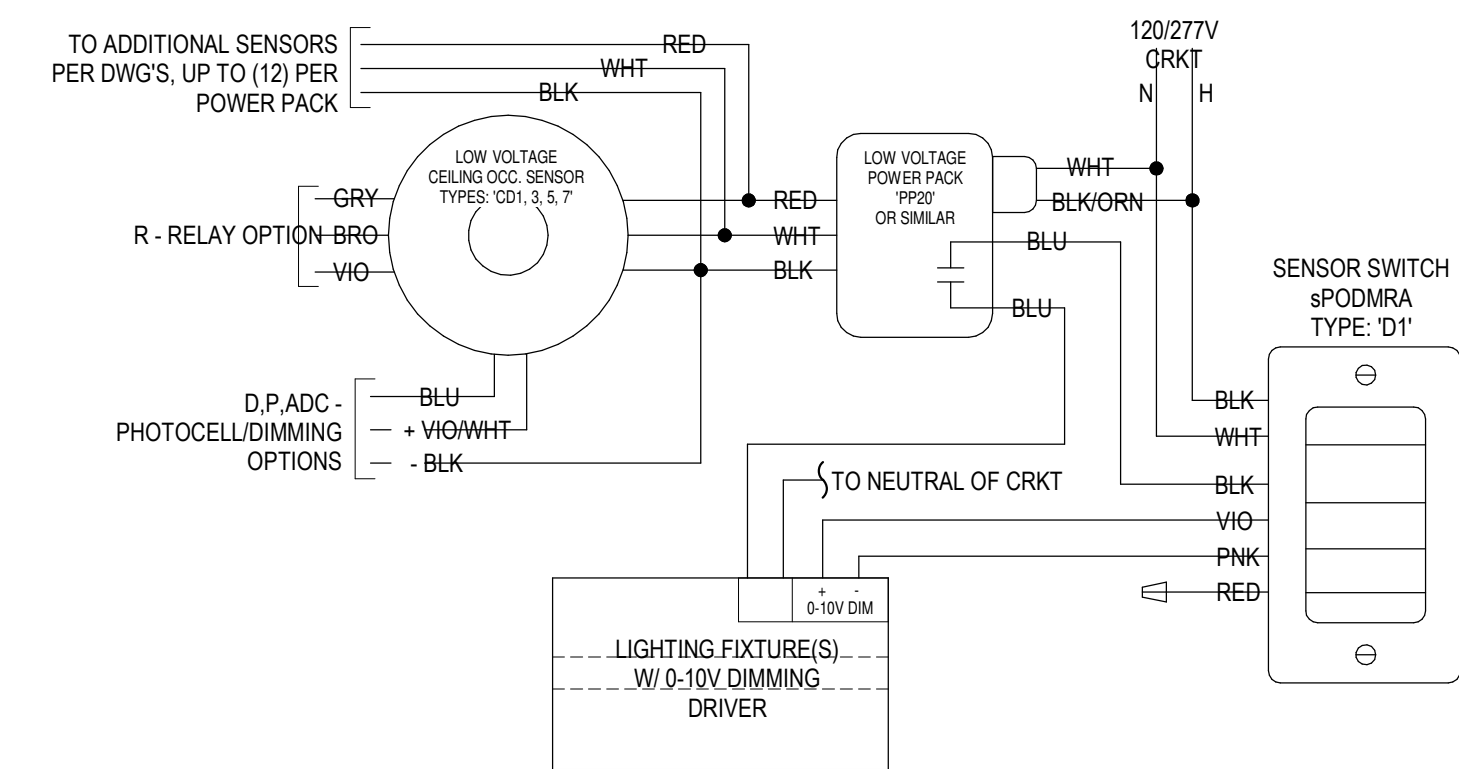 TO ADDITIONAL SENSORS
PER DWG'S, UP TO (12) PER
POWER PACK
RED
WHT
BLK
120/277V
CRKT
N
H
LOW VOLTAGE
CEILING OCC. SENSOR
TYPES: 'CD1, 3, 5, 7'
GRY
R - RELAY OPTION
BRO
VIO
RED
WHT
BLK
LOW VOLTAGE
POWER PACK
'PP20'
OR SIMILAR
WHT
BLK/ORN
BLU
BLU
SENSOR SWITCH
sPODMRA
TYPE: 'D1'
D,P,ADC -
PHOTOCELL/DIMMING
OPTIONS
BLU
+ VIO/WHT
- BLK
BLK
WHT
BLK
VIO
PNK
RED
TO NEUTRAL OF CRKT
+ -
0-10V DIM
LIGHTING FIXTURE(S)
W/ 0-10V DIMMING
DRIVER